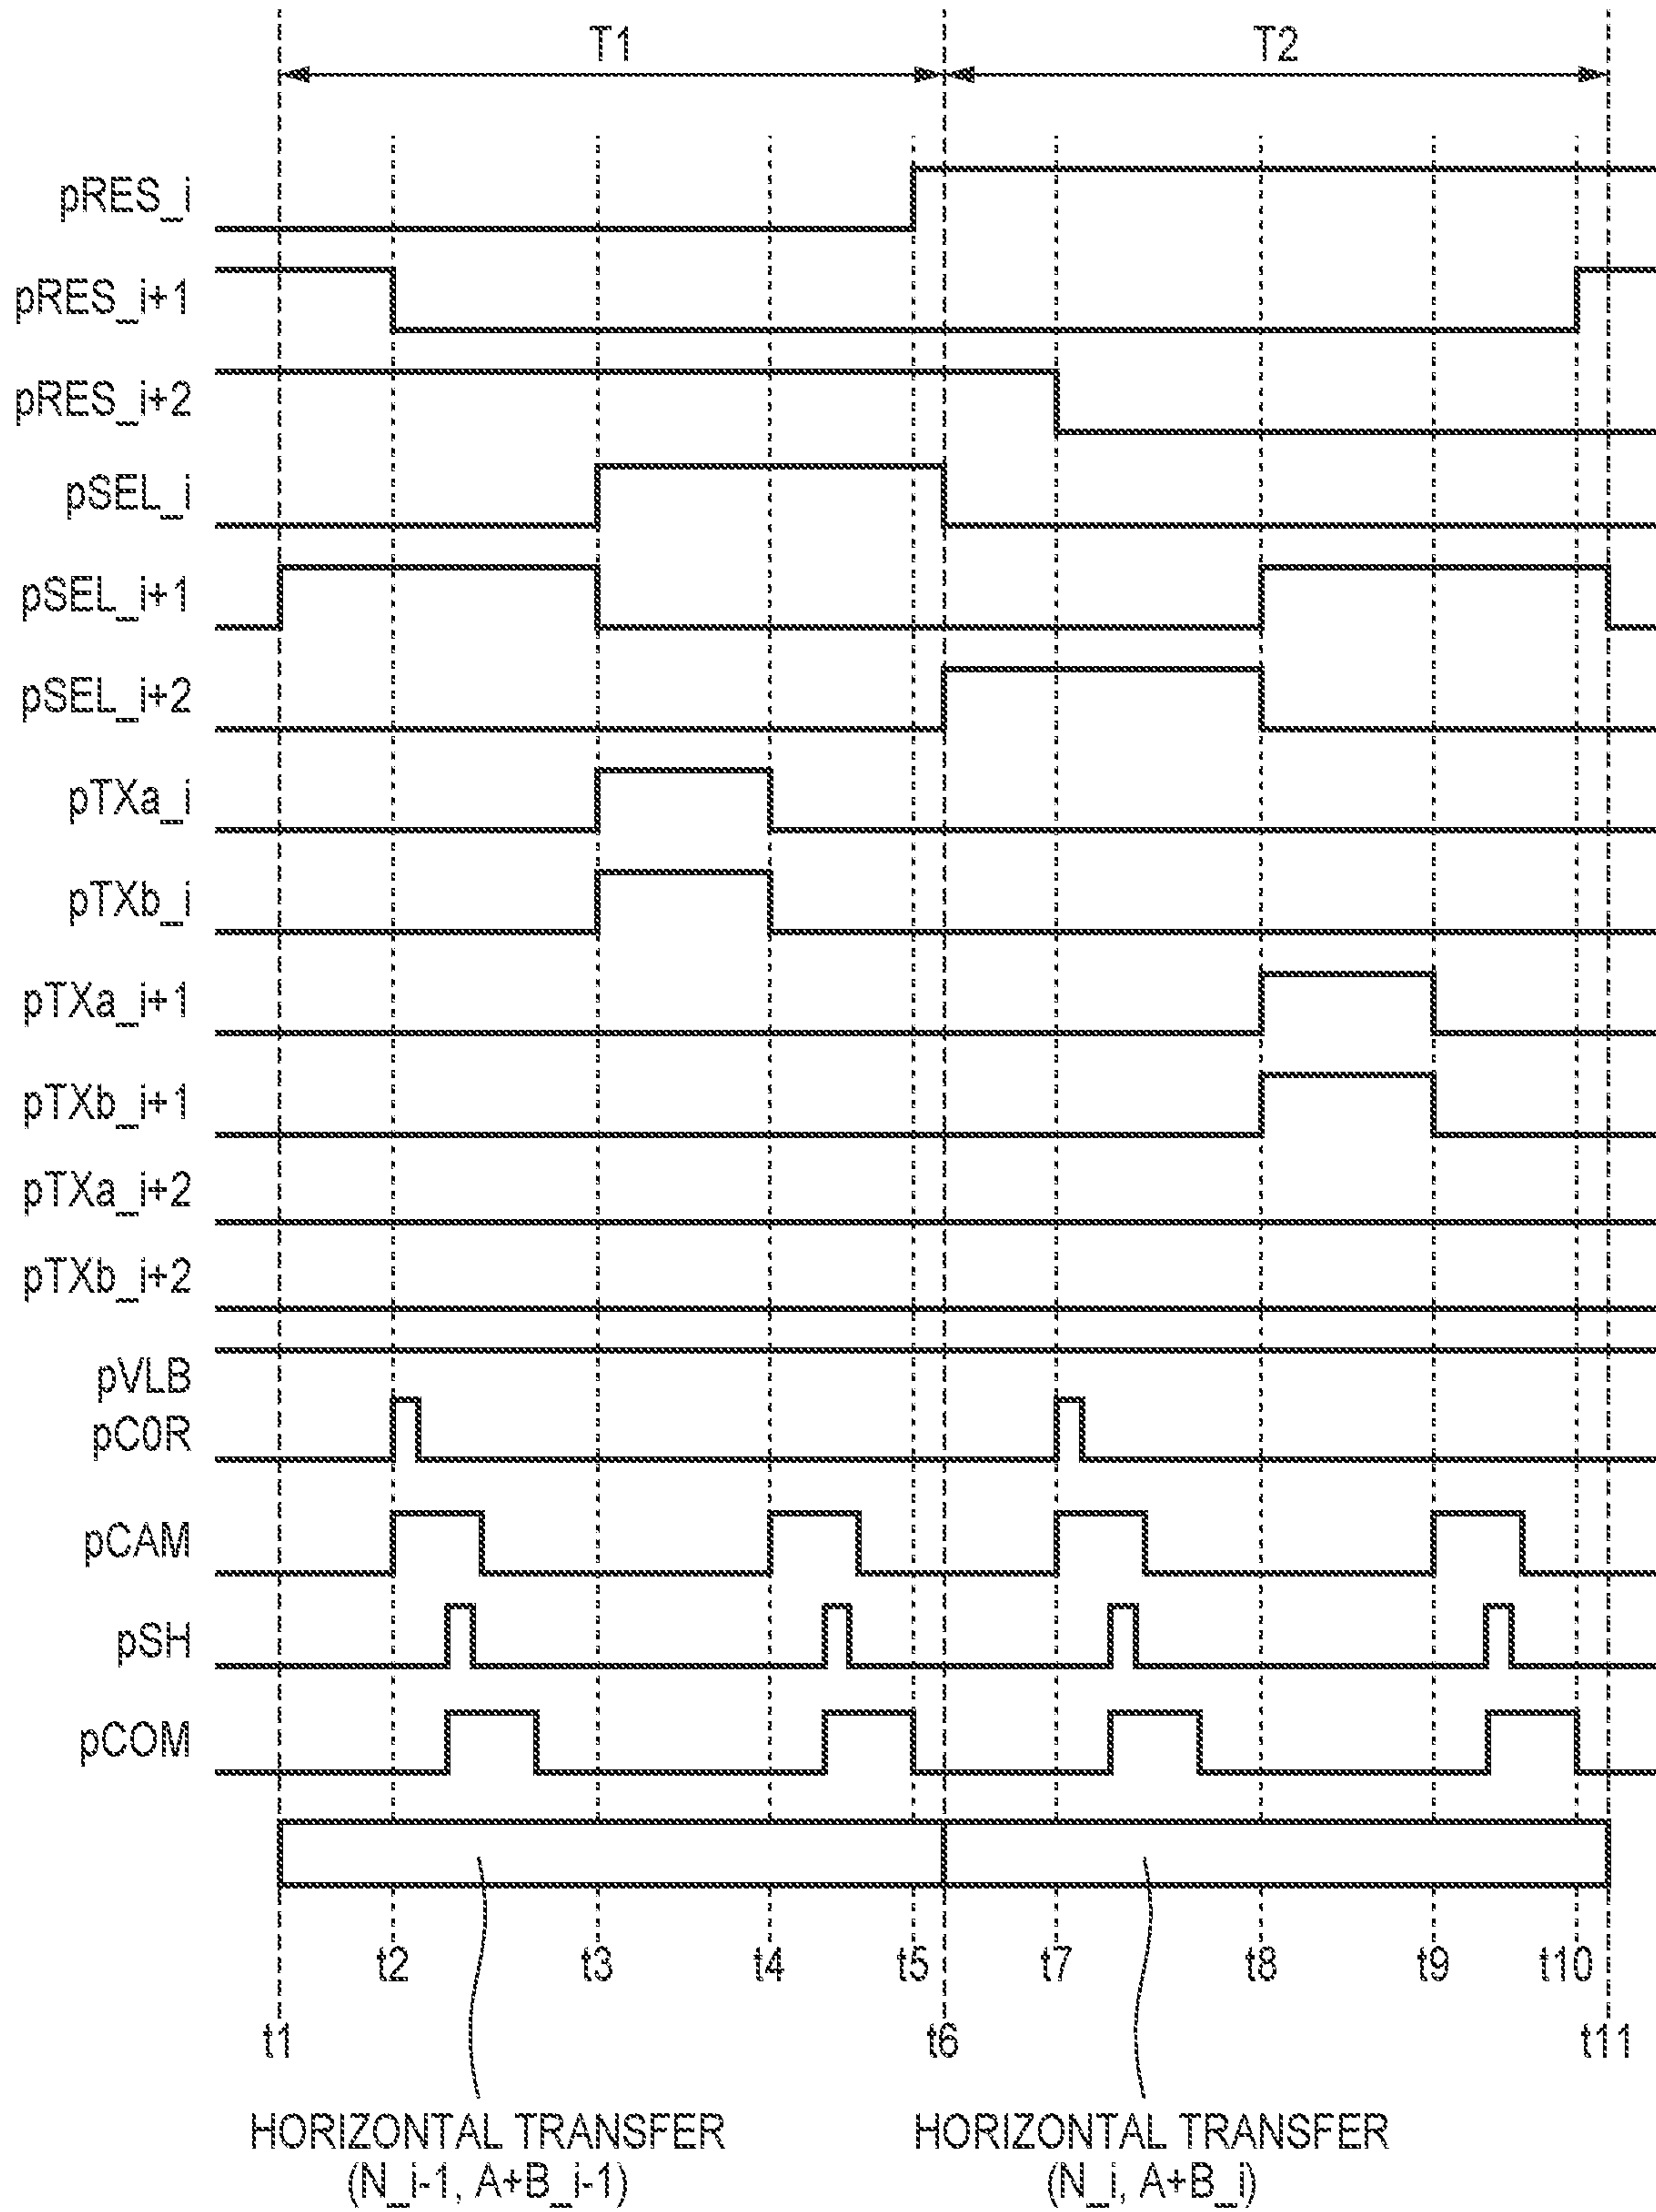 T1 T2
pRES_i
pRES_i+1
pRES_i+2
pSEL_i
pSEL_i+1
pSEL_i+2
pTXa_i
pTXb_i
pTXa_i+1
pTXb_i+1
pTXa_i+2
pTXb_i+2
pVLB
pC0R
pCAM
pSH
pCOM
t2 t3 t4 t5 t7 t8 t9 t10
t1 t6 t11
HORIZONTAL TRANSFER HORIZONTAL TRANSFER
(N_i-1, A+B_i-1) (N_i, A+B_i)